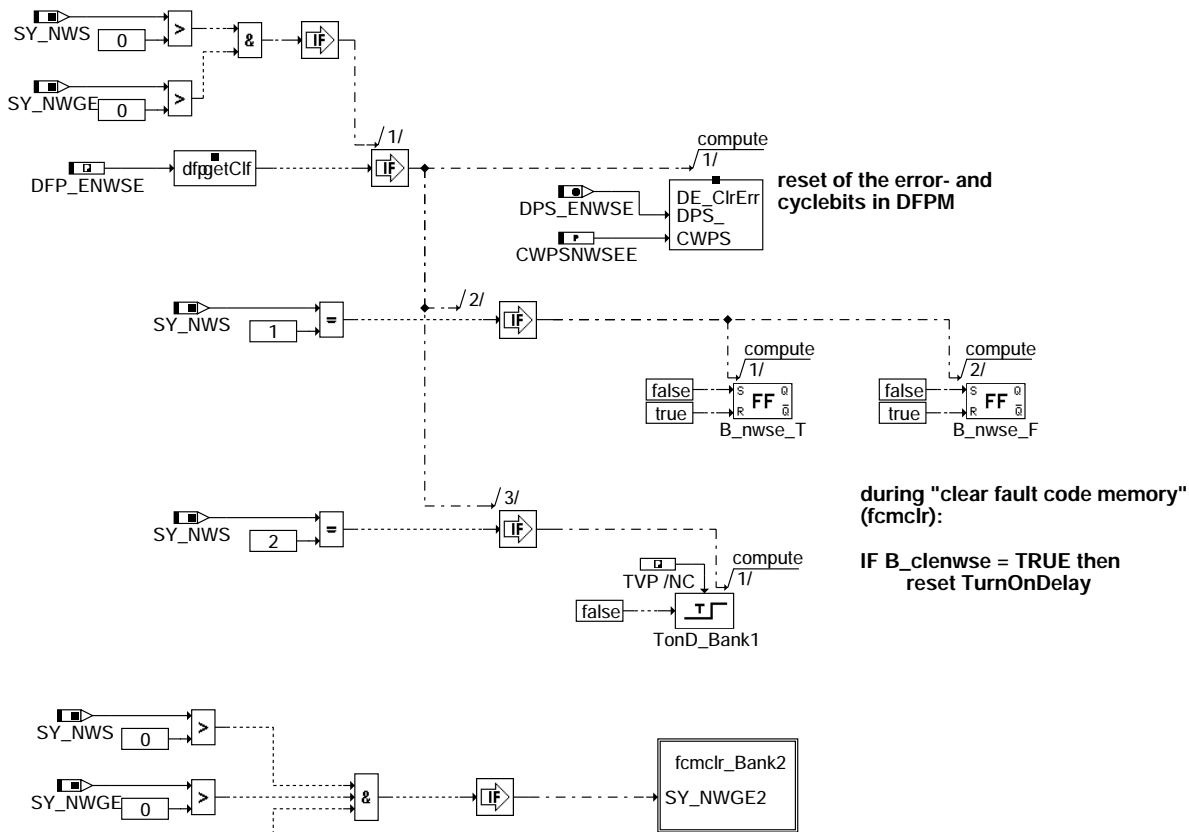 SY_NWS
0
>
&
IF
SY_NWGE
0
>
/1/
DFP_ENWSE
dfpgetClf
IF
compute
1/
DPS_ENWSE
CWPSNWSEE
DE_ClrErr
DPS_
CWPS
reset of the error- and
cyclebits in DFPM
SY_NWS
1
=
/2/
IF
compute
1/
false
true
S Q
FF
R Q
B_nwse_T
compute
2/
false
true
S Q
FF
R Q
B_nwse_F
SY_NWS
2
=
/3/
IF
during "clear fault code memory"
(fcmclr):
IF B_clenwse = TRUE then
reset TurnOnDelay
TVP /NC
compute
1/
false
T
TonD_Bank1
SY_NWS
0
>
SY_NWGE
0
>
&
IF
fcmclr_Bank2
SY_NWGE2